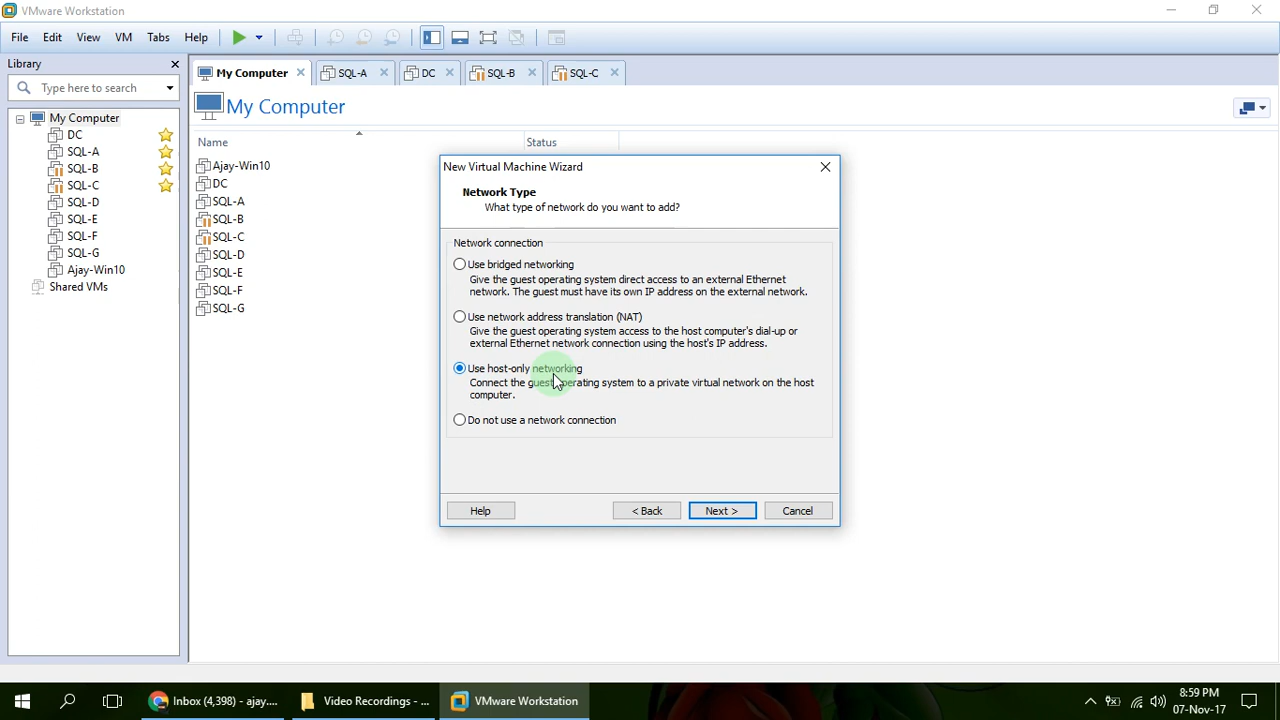 VMware Workstation
File Edit View VM Tabs Help
Library
My Computer SQL-A DC SQL-B SQL-C
Type here to search
My Computer
My Computer
DC
SQL-A
SQL-B
SQL-C
SQL-D
SQL-E
SQL-F
SQL-G
Ajay-Win10
Shared VMs
Name Status
Ajay-Win10
DC
SQL-A
SQL-B
SQL-C
SQL-D
SQL-E
SQL-F
SQL-G
New Virtual Machine Wizard
Network Type
What type of network do you want to add?
Network connection
Use bridged networking
Give the guest operating system direct access to an external Ethernet
network. The guest must have its own IP address on the external network.
Use network address translation (NAT)
Give the guest operating system access to the host computer's dial-up or
external Ethernet network connection using the host's IP address.
Use host-only networking
Connect the guest operating system to a private virtual network on the host
computer.
Do not use a network connection
Help < Back Next > Cancel
Inbox (4,398) - ajay.... Video Recordings - ... VMware Workstation
8:59 PM
07-Nov-17